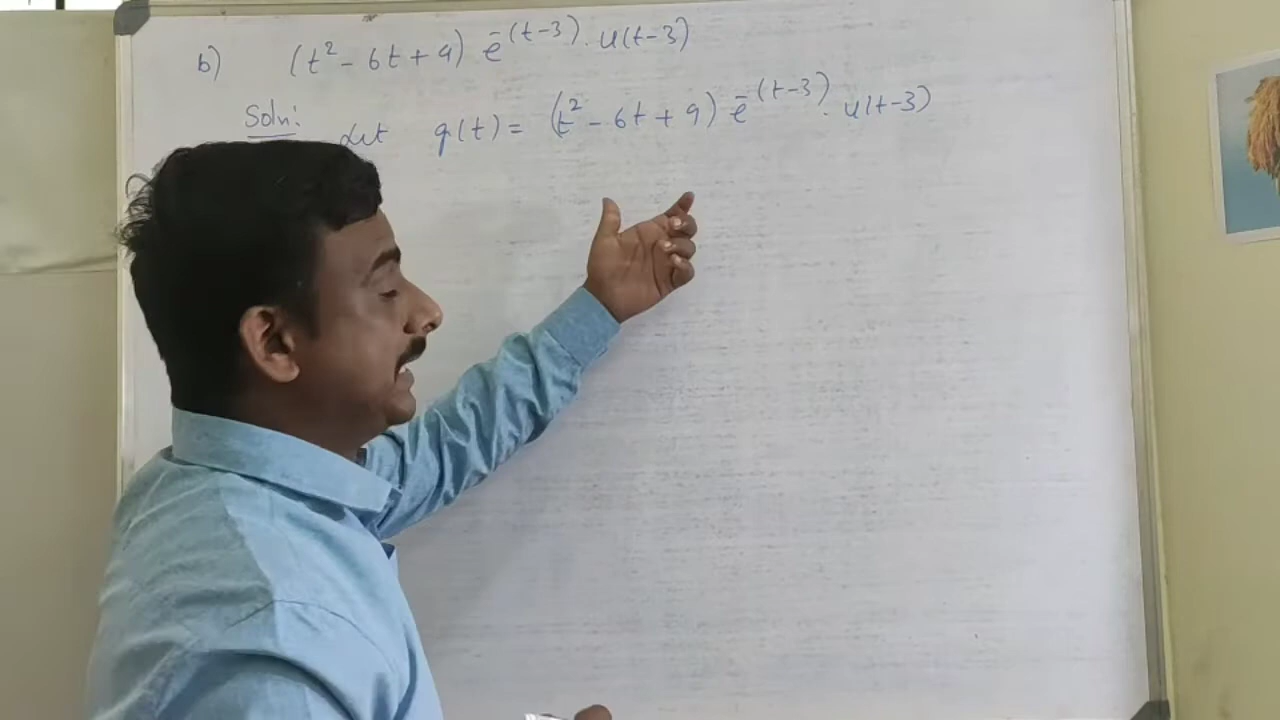 b) (t² - 6t + 9) e⁻⁽ᵗ⁻³⁾. u(t-3)
Soln:
Let g(t) = (t² - 6t + 9) e⁻⁽ᵗ⁻³⁾. u(t-3)